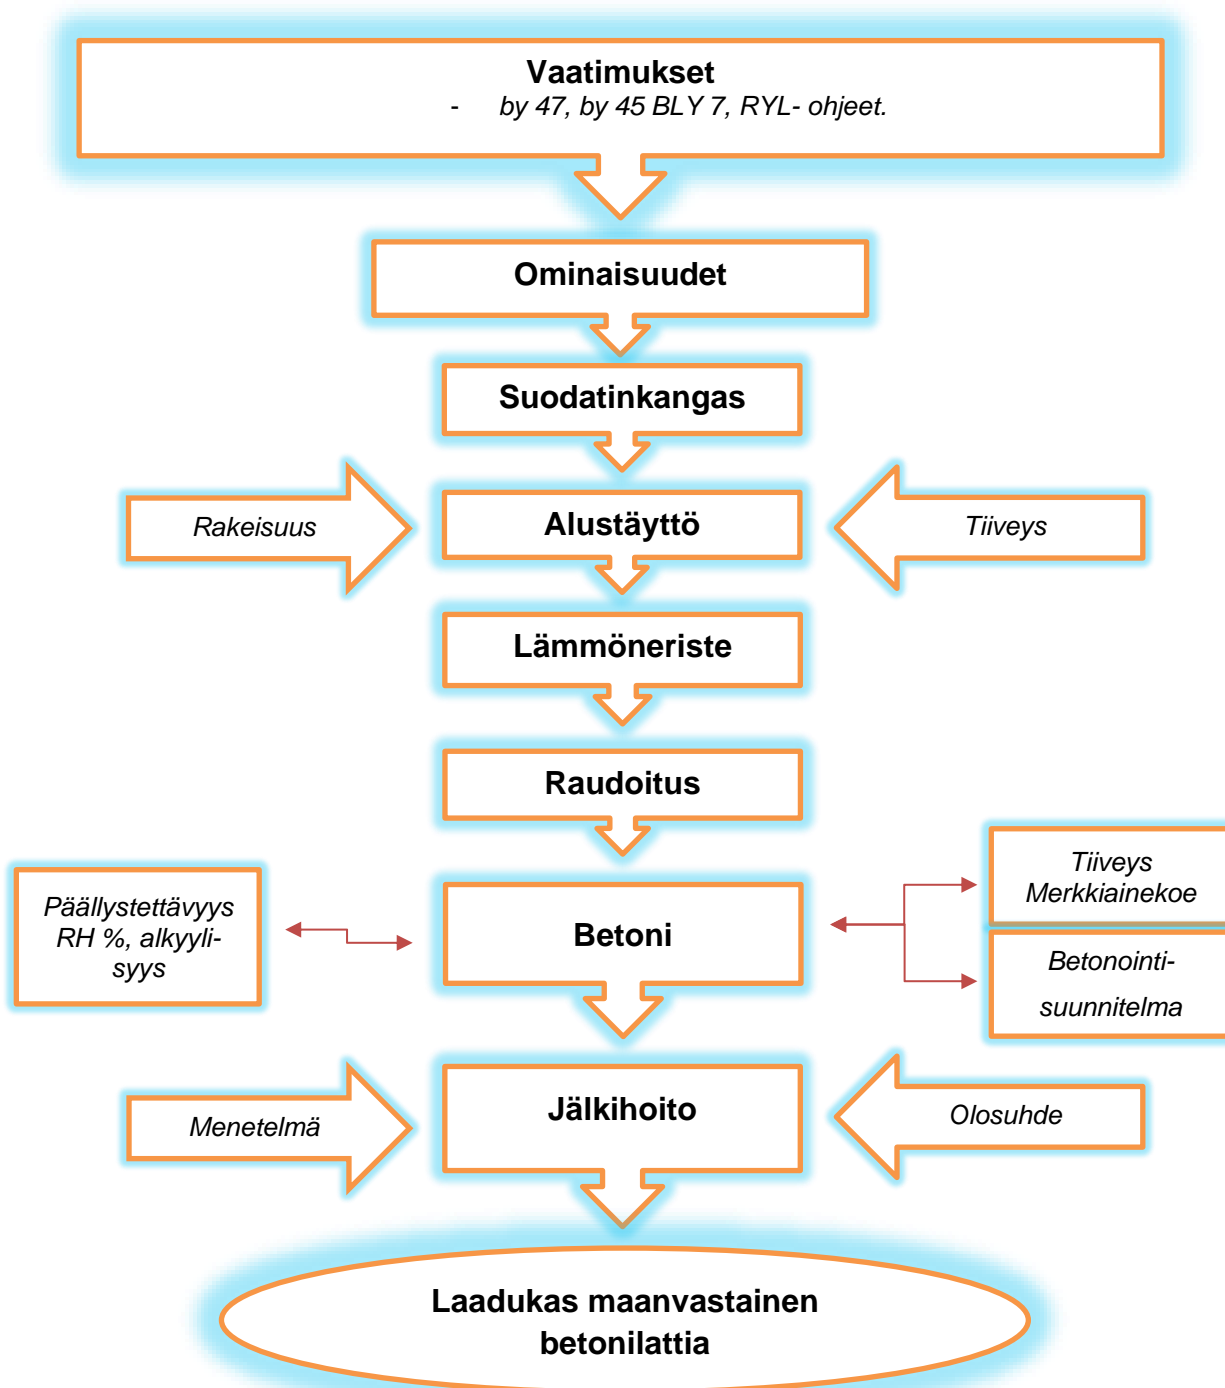 Vaatimukset
- by 47, by 45 BLY 7, RYL- ohjeet.
Ominaisuudet
Suodatinkangas
Rakeisuus
Alustäyttö
Tiiveys
Lämmöneriste
Raudoitus
Päällystettävyys
RH %, alkyyli-
syys
Betoni
Tiiveys
Merkkiainekoe
Betonointi-
suunnitelma
Menetelmä
Jälkihoito
Olosuhde
Laadukas maanvastainen
betonilattia